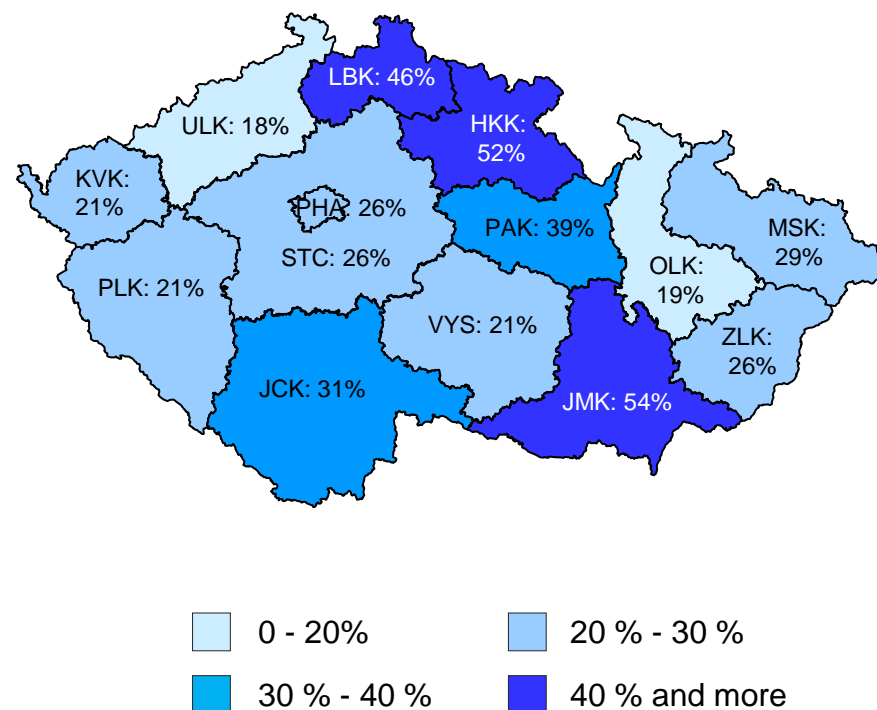 LBK: 46%
ULK: 18%
HKK:
52%
KVK:
21%
PHA: 26%
PAK: 39%
MSK:
29%
STC: 26%
OLK:
19%
PLK: 21%
VYS: 21%
ZLK:
26%
JCK: 31%
JMK: 54%
0 - 20%
20 % - 30 %
30 % - 40 %
40 % and more